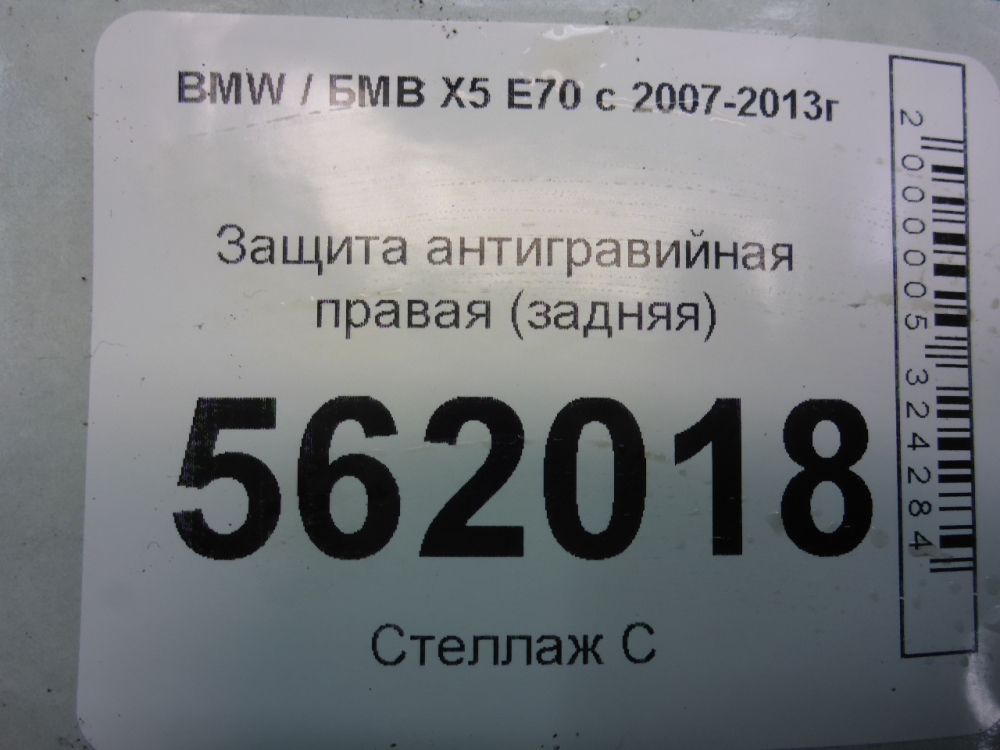 BMW / БМВ X5 E70 с 2007-2013г
Защита антигравийная
правая (задняя)
562018
Стеллаж С
2000005324284